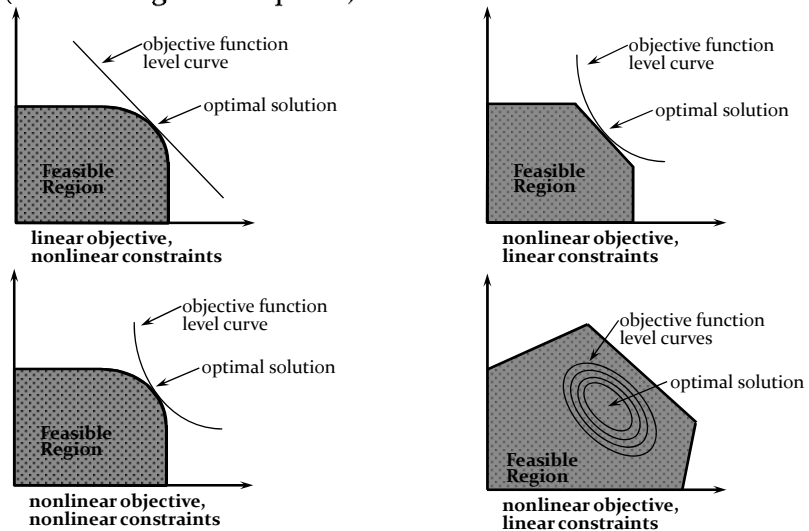 objective function
level curve
optimal solution
Feasible
Region
linear objective,
nonlinear constraints
objective function
level curve
optimal solution
Feasible
Region
nonlinear objective,
linear constraints
objective function
level curve
optimal solution
Feasible
Region
nonlinear objective,
nonlinear constraints
objective function
level curves
optimal solution
Feasible
Region
nonlinear objective,
linear constraints